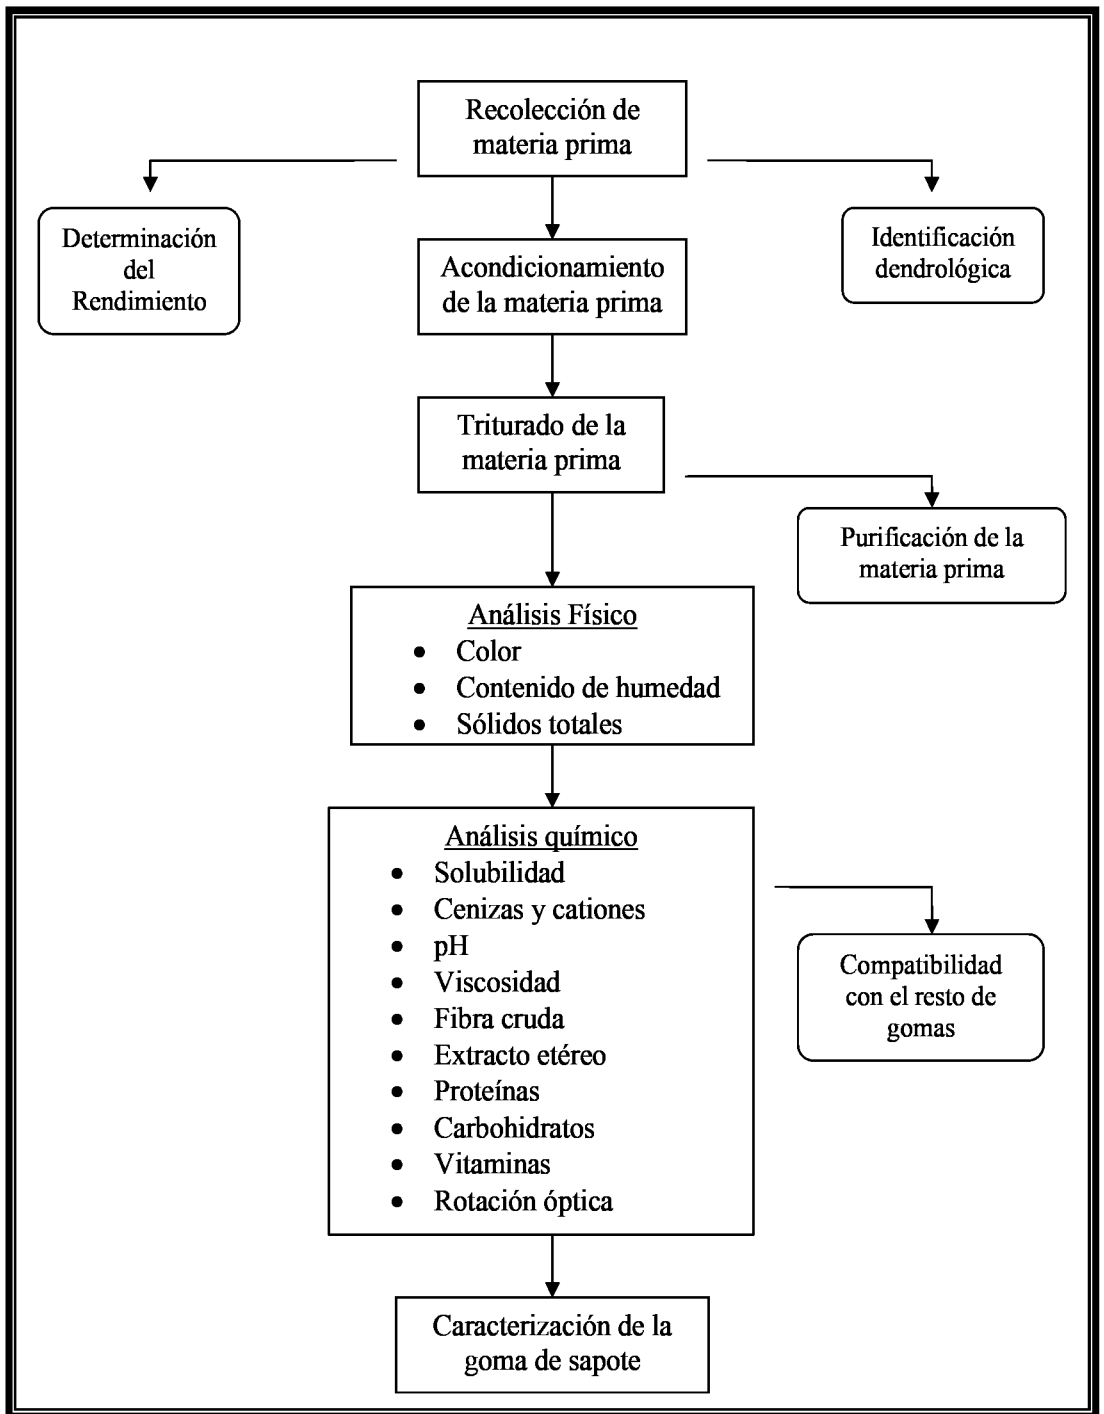 Recolección de
materia prima
Determinación
del
Rendimiento
Identificación
dendrológica
Acondicionamiento
de la materia prima
Triturado de la
materia prima
Purificación de la
materia prima
Análisis Físico
• Color
• Contenido de humedad
• Sólidos totales
Análisis químico
• Solubilidad
• Cenizas y cationes
• pH
• Viscosidad
• Fibra cruda
• Extracto etéreo
• Proteínas
• Carbohidratos
• Vitaminas
• Rotación óptica
Compatibilidad
con el resto de
gomas
Caracterización de la
goma de sapote